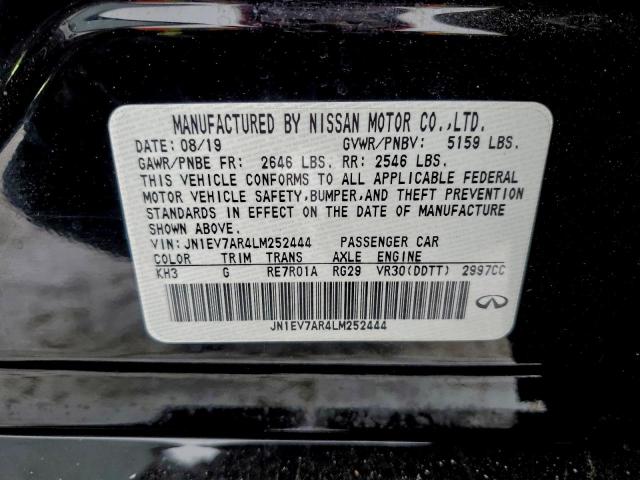 MANUFACTURED BY NISSAN MOTOR CO.,LTD.
DATE: 08/19 GVWR/PNBV: 5159 LBS.
GAWR/PNBE FR: 2646 LBS. RR: 2546 LBS.
THIS VEHICLE CONFORMS TO ALL APPLICABLE FEDERAL
MOTOR VEHICLE SAFETY,BUMPER,AND THEFT PREVENTION
STANDARDS IN EFFECT ON THE DATE OF MANUFACTURE
SHOWN ABOVE.
VIN: JN1EV7AR4LM252444 PASSENGER CAR
COLOR TRIM TRANS AXLE ENGINE
KH3 G RE7R01A RG29 VR30(DDTT) 2997CC
JN1EV7AR4LM252444